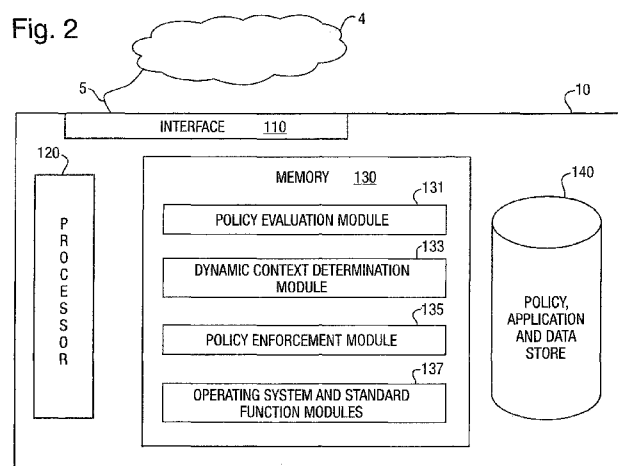 Fig. 2
4
5
10
INTERFACE 110
120
PROCESSOR
MEMORY 130
131
POLICY EVALUATION MODULE
133
DYNAMIC CONTEXT DETERMINATION
MODULE
135
POLICY ENFORCEMENT MODULE
137
OPERATING SYSTEM AND STANDARD
FUNCTION MODULES
140
POLICY,
APPLICATION
AND DATA
STORE